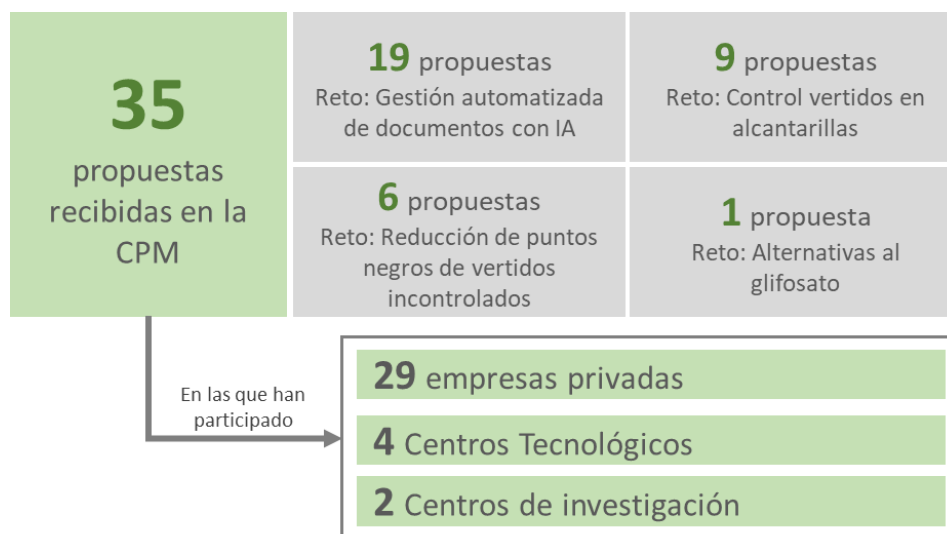 35
propuestas
recibidas en la
CPM
19 propuestas
Reto: Gestión automatizada
de documentos con IA
9 propuestas
Reto: Control vertidos en
alcantarillas
6 propuestas
Reto: Reducción de puntos
negros de vertidos
incontrolados
1 propuesta
Reto: Alternativas al
glifosato
En las que han
participado
29 empresas privadas
4 Centros Tecnológicos
2 Centros de investigación